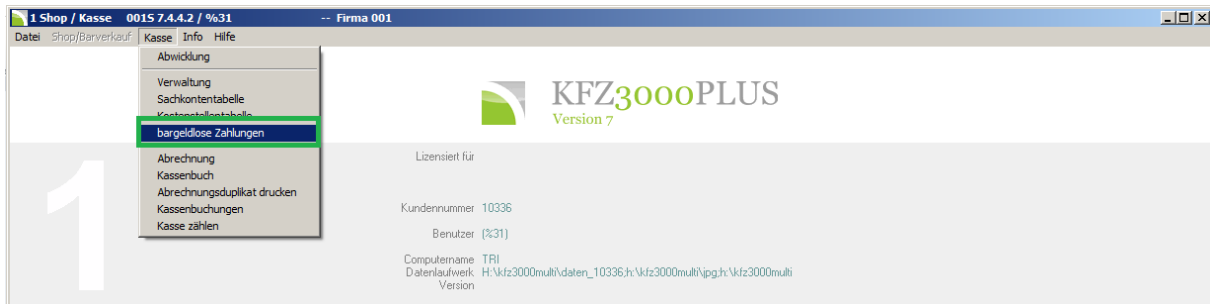 1 Shop / Kasse 001S 7.4.4.2 / %31 -- Firma 001
Datei Shop/Barverkauf Kasse Info Hilfe
Abwicklung
Verwaltung
Sachkontentabelle
Kostenstellentabelle
bargeldlose Zahlungen
Abrechnung
Kassenbuch
Abrechnungsduplikat drucken
Kassenbuchungen
Kasse zählen
KFZ3000PLUS
Version 7
1
Lizensiert für
Kundennummer 10336
Benutzer (%31)
Computername TRI
Datenlaufwerk H:\kfz3000multi\daten_10336;h:\kfz3000multi\jpg;h:\kfz3000multi
Version